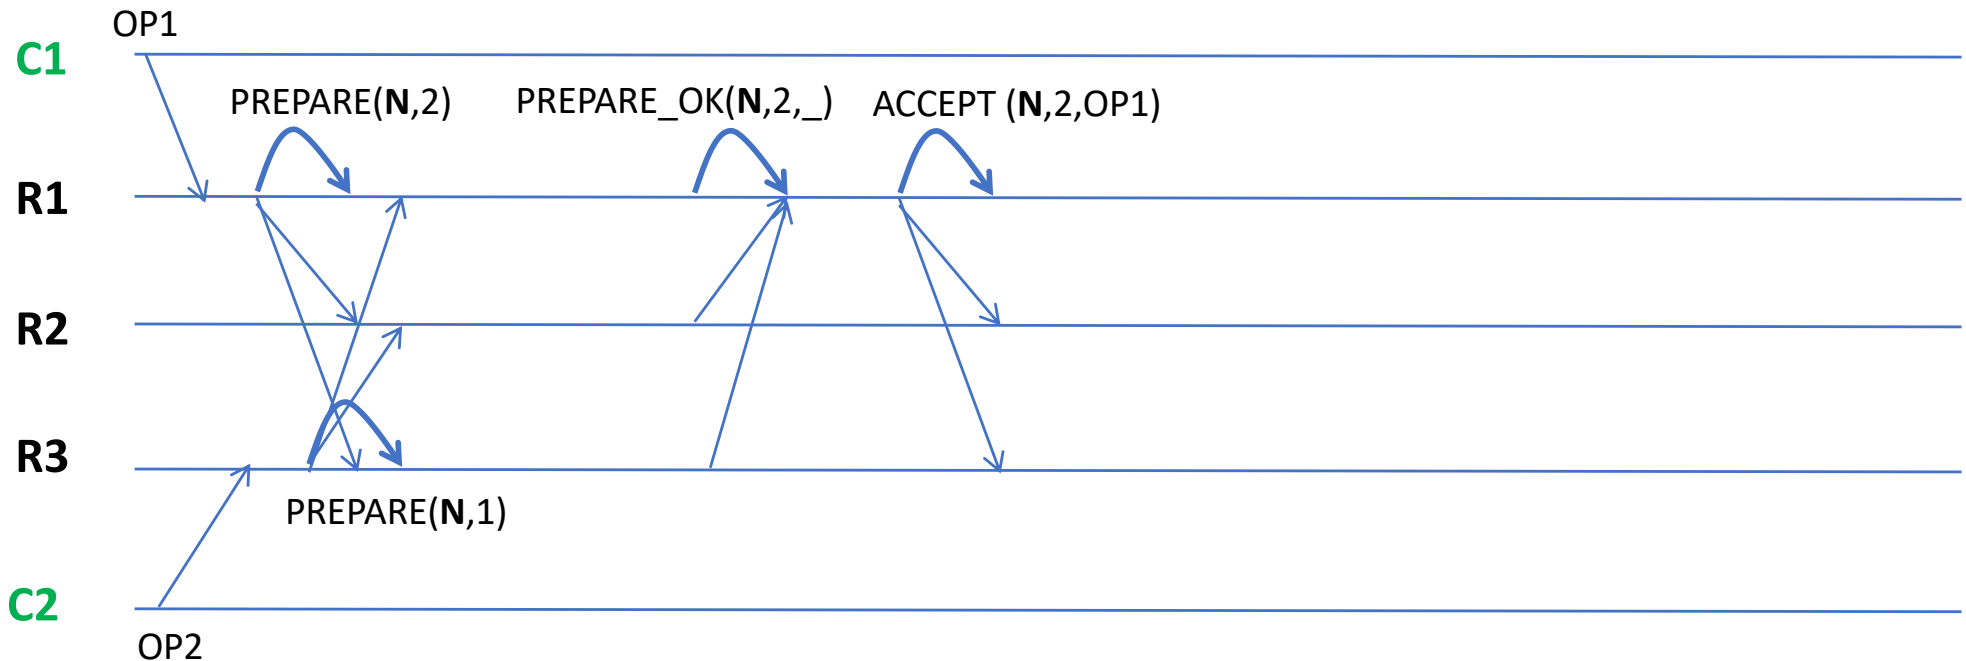 OP1
C1
PREPARE(N,2) PREPARE_OK(N,2,_) ACCEPT (N,2,OP1)
R1
R2
R3
PREPARE(N,1)
C2
OP2